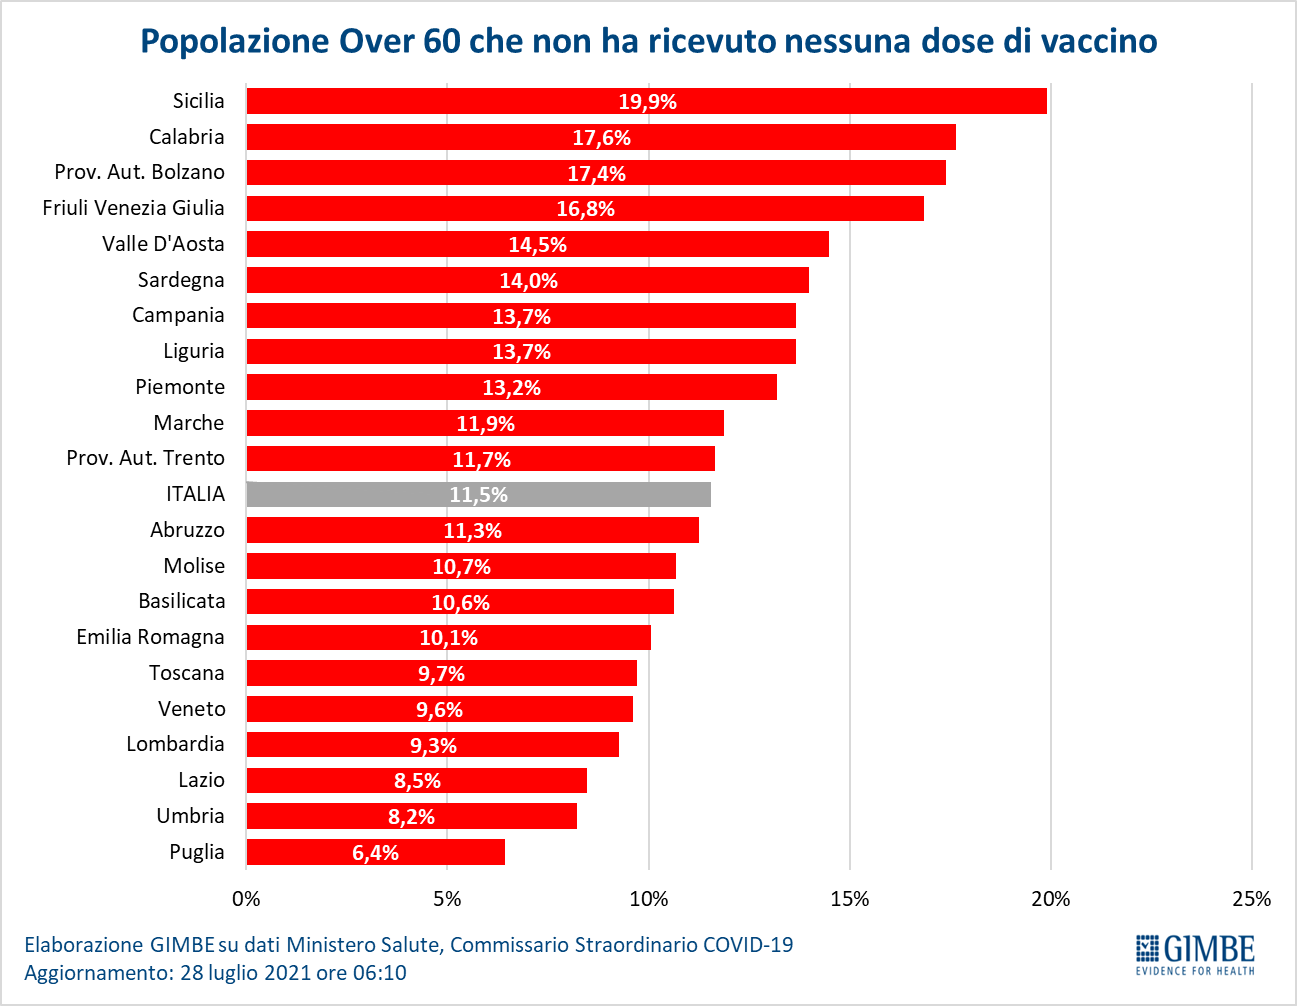 Popolazione Over 60 che non ha ricevuto nessuna dose di vaccino
Sicilia 19,9%
Calabria 17,6%
Prov. Aut. Bolzano 17,4%
Friuli Venezia Giulia 16,8%
Valle D'Aosta 14,5%
Sardegna 14,0%
Campania 13,7%
Liguria 13,7%
Piemonte 13,2%
Marche 11,9%
Prov. Aut. Trento 11,7%
ITALIA 11,5%
Abruzzo 11,3%
Molise 10,7%
Basilicata 10,6%
Emilia Romagna 10,1%
Toscana 9,7%
Veneto 9,6%
Lombardia 9,3%
Lazio 8,5%
Umbria 8,2%
Puglia 6,4%
0% 5% 10% 15% 20% 25%
Elaborazione GIMBE su dati Ministero Salute, Commissario Straordinario COVID-19
Aggiornamento: 28 luglio 2021 ore 06:10
GIMBE
EVIDENCE FOR HEALTH